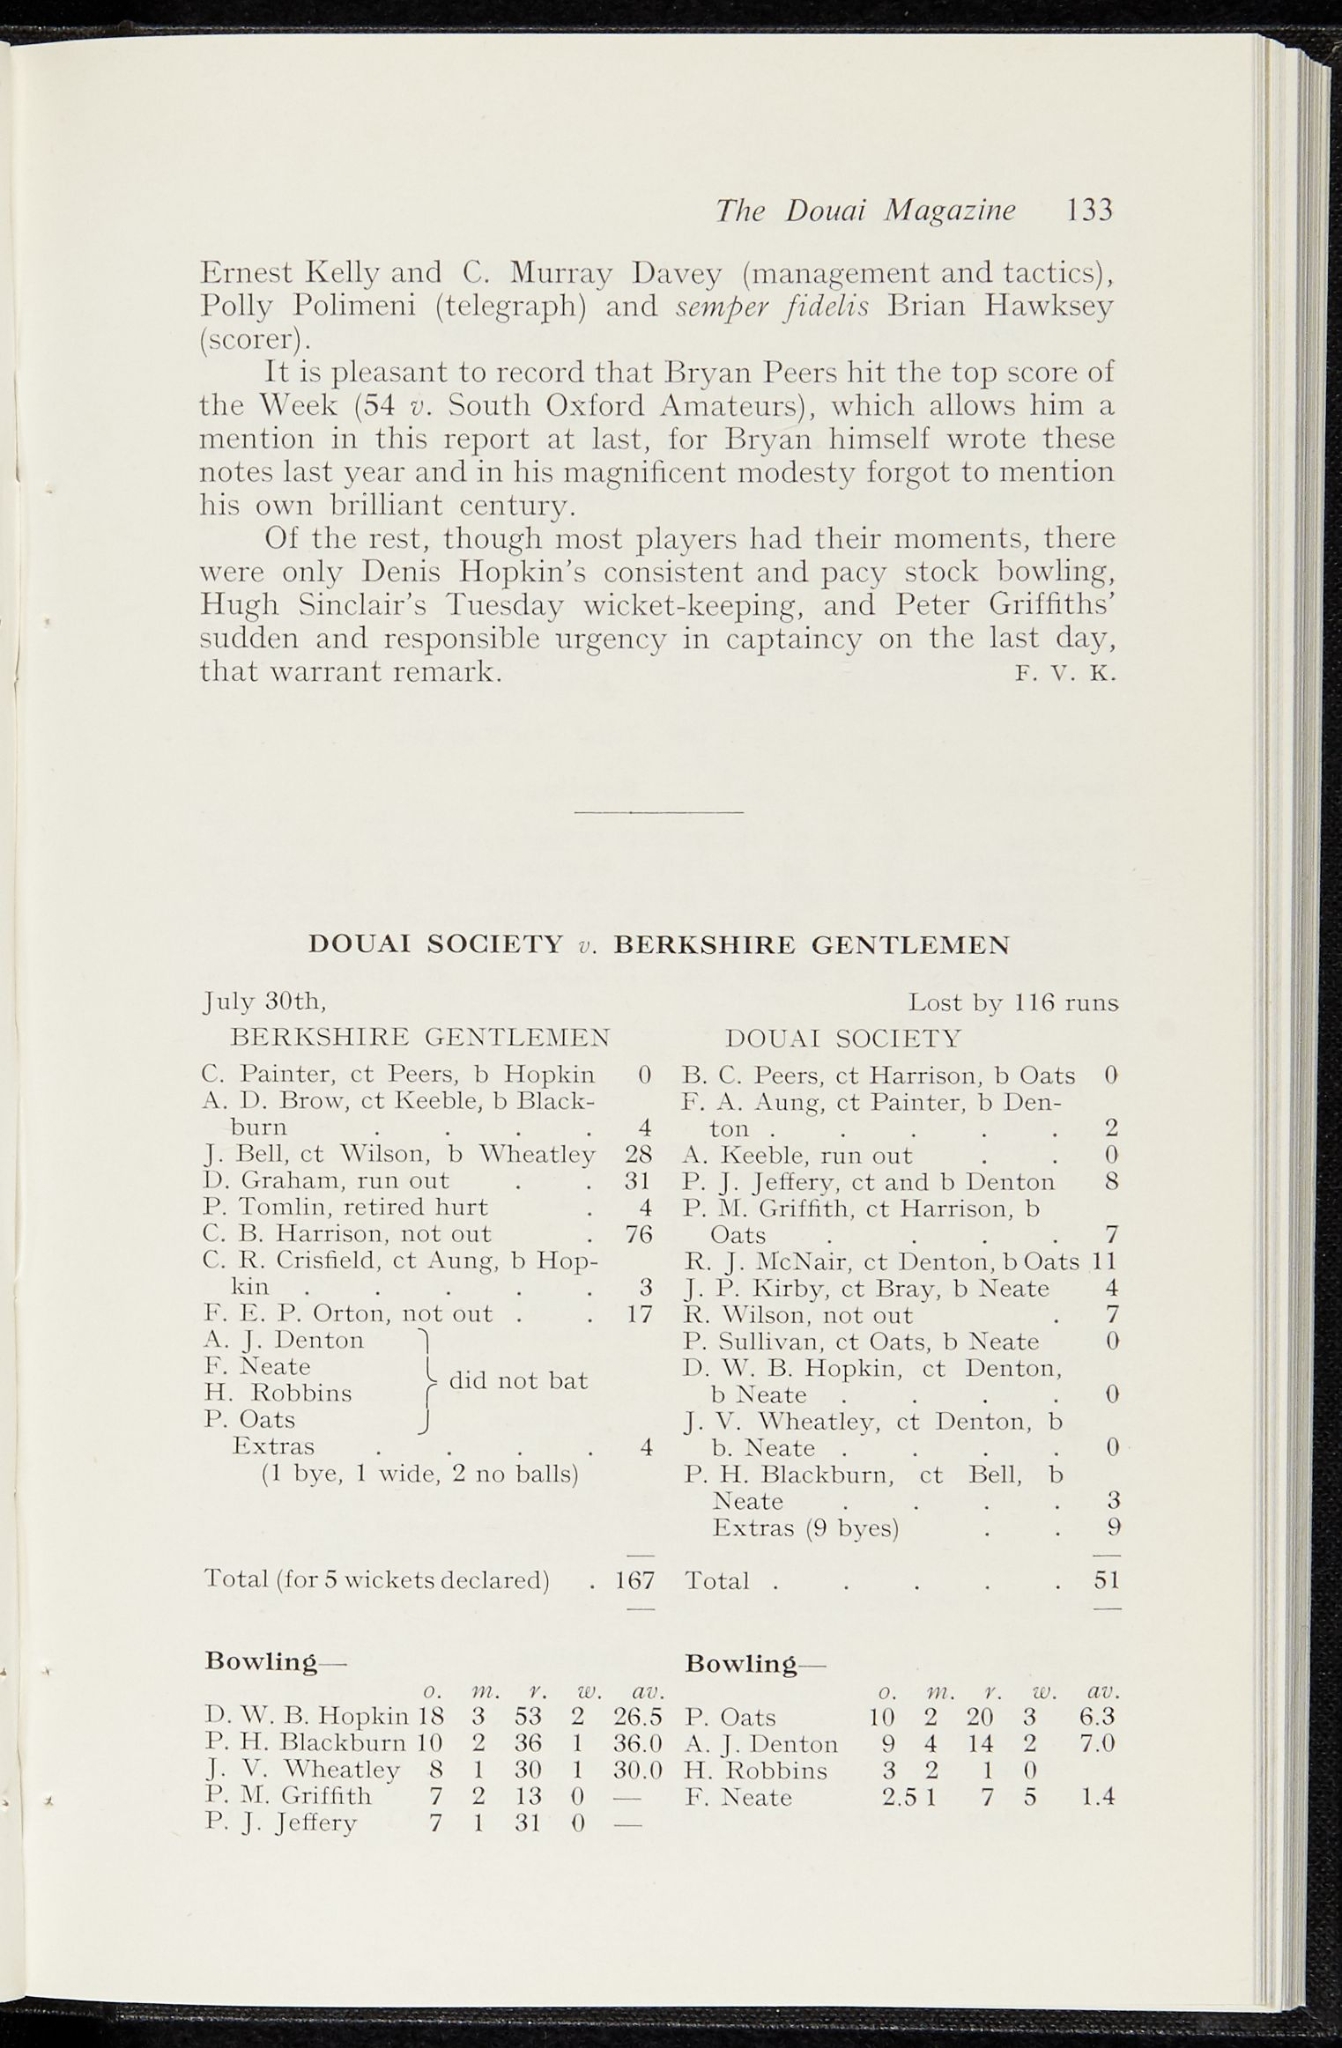 The Douai Magazine 133
Ernest Kelly and C. Murray Davey (management and tactics),
Polly Polimeni (telegraph) and semper fidelis Brian Hawksey
(scorer).
It is pleasant to record that Bryan Peers hit the top score of
the Week (54 v. South Oxford Amateurs), which allows him a
mention in this report at last, for Bryan himself wrote these
notes last year and in his magnificent modesty forgot to mention
his own brilliant century.
Of the rest, though most players had their moments, there
were only Denis Hopkin's consistent and pacy stock bowling,
Hugh Sinclair's Tuesday wicket-keeping, and Peter Griffiths'
sudden and responsible urgency in captaincy on the last day,
that warrant remark. F. V. K.
DOUAI SOCIETY v. BERKSHIRE GENTLEMEN
July 30th, Lost by 116 runs
BERKSHIRE GENTLEMEN
C. Painter, ct Peers, b Hopkin 0
A. D. Brow, ct Keeble, b Black-
burn . . . . 4
J. Bell, ct Wilson, b Wheatley 28
D. Graham, run out . . 31
P. Tomlin, retired hurt . 4
C. B. Harrison, not out . 76
C. R. Crisfield, ct Aung, b Hop-
kin . . . . . 3
F. E. P. Orton, not out . . 17
A. J. Denton
F. Neate
H. Robbins
P. Oats
did not bat
Extras . . . . 4
(1 bye, 1 wide, 2 no balls)
Total (for 5 wickets declared) . 167
DOUAI SOCIETY
B. C. Peers, ct Harrison, b Oats 0
F. A. Aung, ct Painter, b Den-
ton . . . . . 2
A. Keeble, run out . . 0
P. J. Jeffery, ct and b Denton 8
P. M. Griffith, ct Harrison, b
Oats . . . . 7
R. J. McNair, ct Denton, b Oats 11
J. P. Kirby, ct Bray, b Neate 4
R. Wilson, not out . 7
P. Sullivan, ct Oats, b Neate 0
D. W. B. Hopkin, ct Denton,
b Neate . . . . 0
J. V. Wheatley, ct Denton, b
b. Neate . . . . 0
P. H. Blackburn, ct Bell, b
Neate . . . . 3
Extras (9 byes) . . 9
Total . . . . . 51
Bowling—
o. m. r. w. av.
D. W. B. Hopkin 18 3 53 2 26.5
P. H. Blackburn 10 2 36 1 36.0
J. V. Wheatley 8 1 30 1 30.0
P. M. Griffith 7 2 13 0 —
P. J. Jeffery 7 1 31 0 —
Bowling—
o. m. r. w. av.
P. Oats 10 2 20 3 6.3
A. J. Denton 9 4 14 2 7.0
H. Robbins 3 2 1 0
F. Neate 2.5 1 7 5 1.4